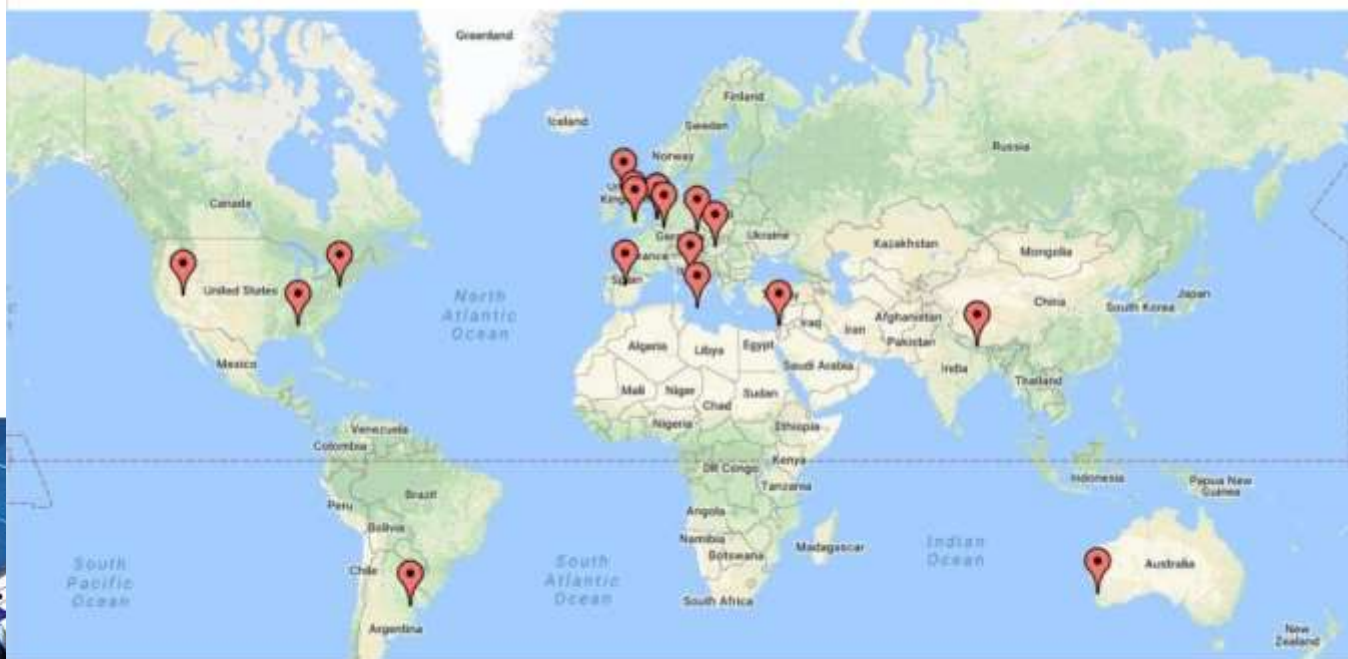 Greenland
Iceland
Finland
Sweden
Norway
Russia
Canada
Ukraine
Kazakhstan
Mongolia
United States
Spain
North
Atlantic
Ocean
China
South Korea
Japan
Afghanistan
Iraq
Iran
Pakistan
Algeria
Libya
Egypt
Saudi Arabia
India
Mexico
Mali
Niger
Chad
Sudan
Thailand
Nigeria
Ethiopia
Venezuela
Colombia
DR Congo
Kenya
Tanzania
Indonesia
Papua New
Guinea
Brazil
Peru
Bolivia
Angola
Namibia
Botswana
Madagascar
Indian
Ocean
South
Pacific
Ocean
Chile
South
Atlantic
Ocean
Australia
South Africa
Argentina
New
Zealand